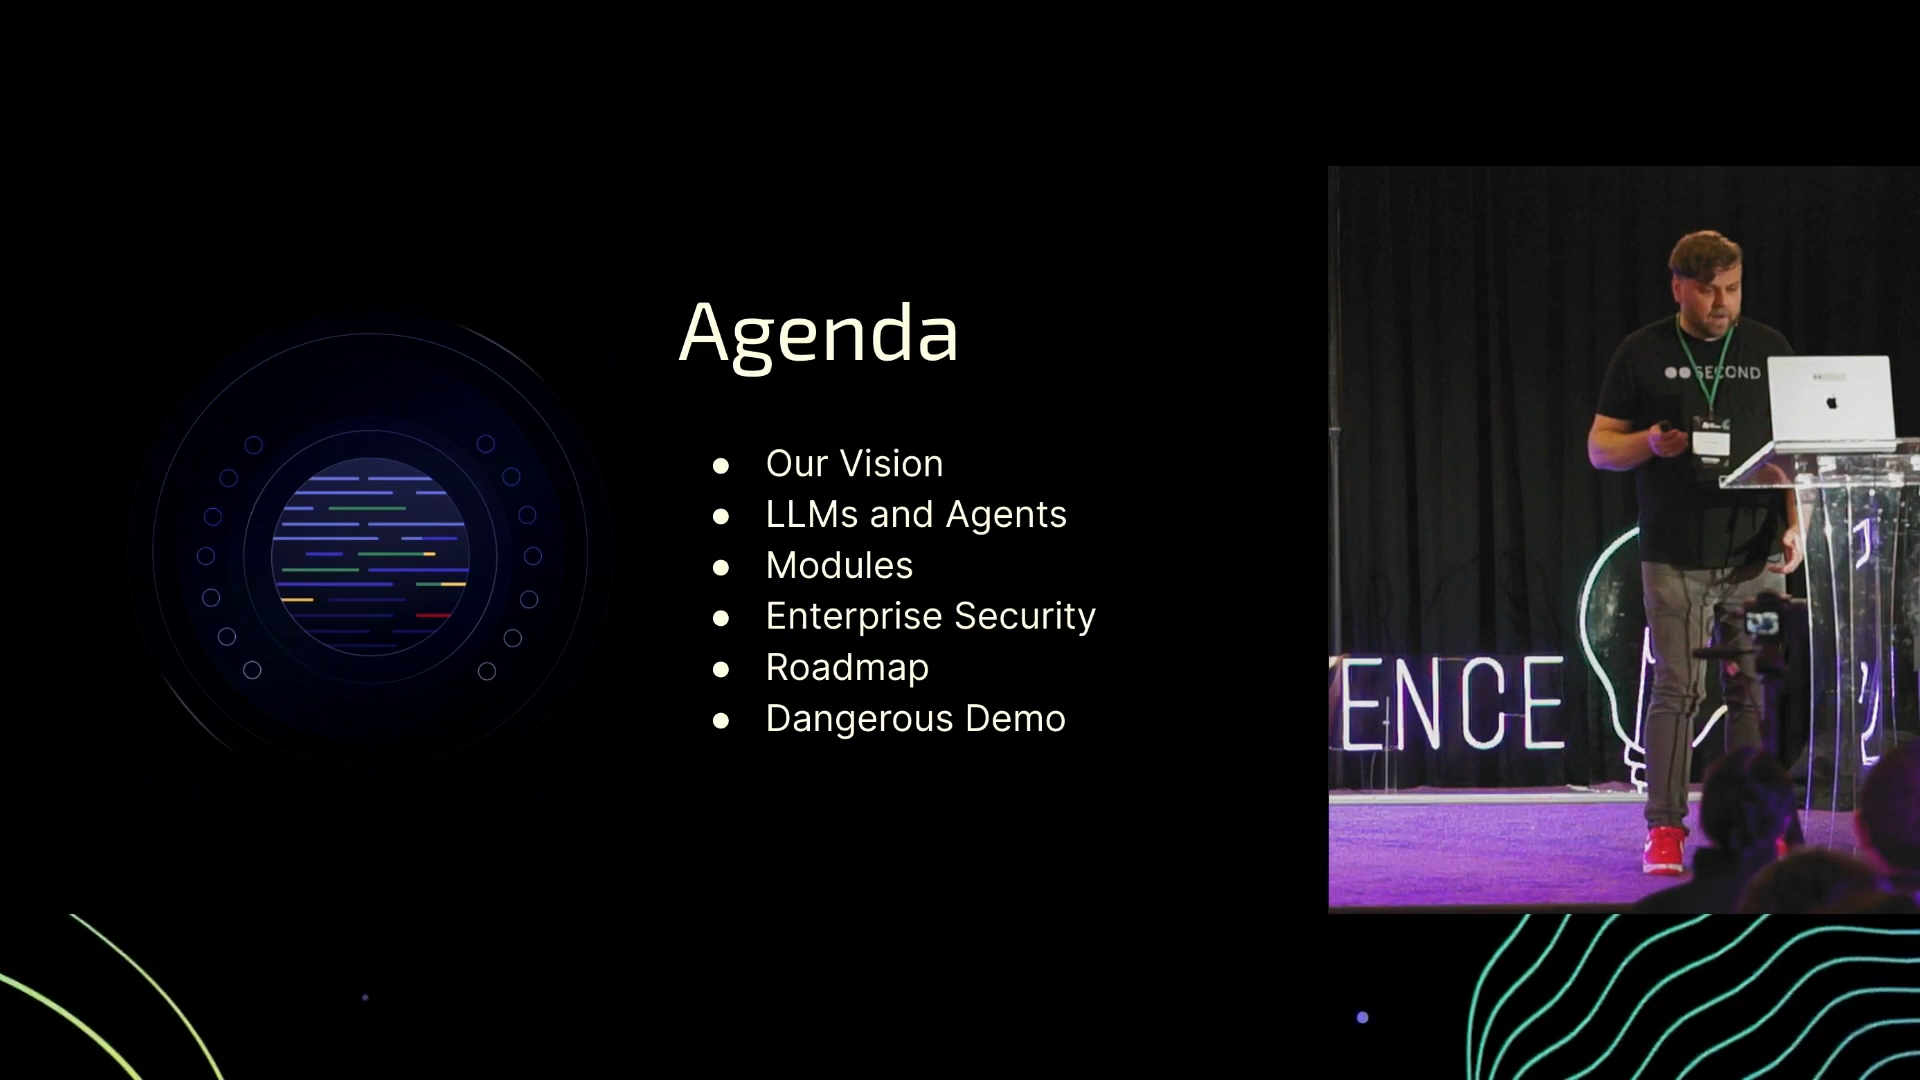 Agenda
● Our Vision
● LLMs and Agents
● Modules
● Enterprise Security
● Roadmap
● Dangerous Demo
SECOND
ENCE